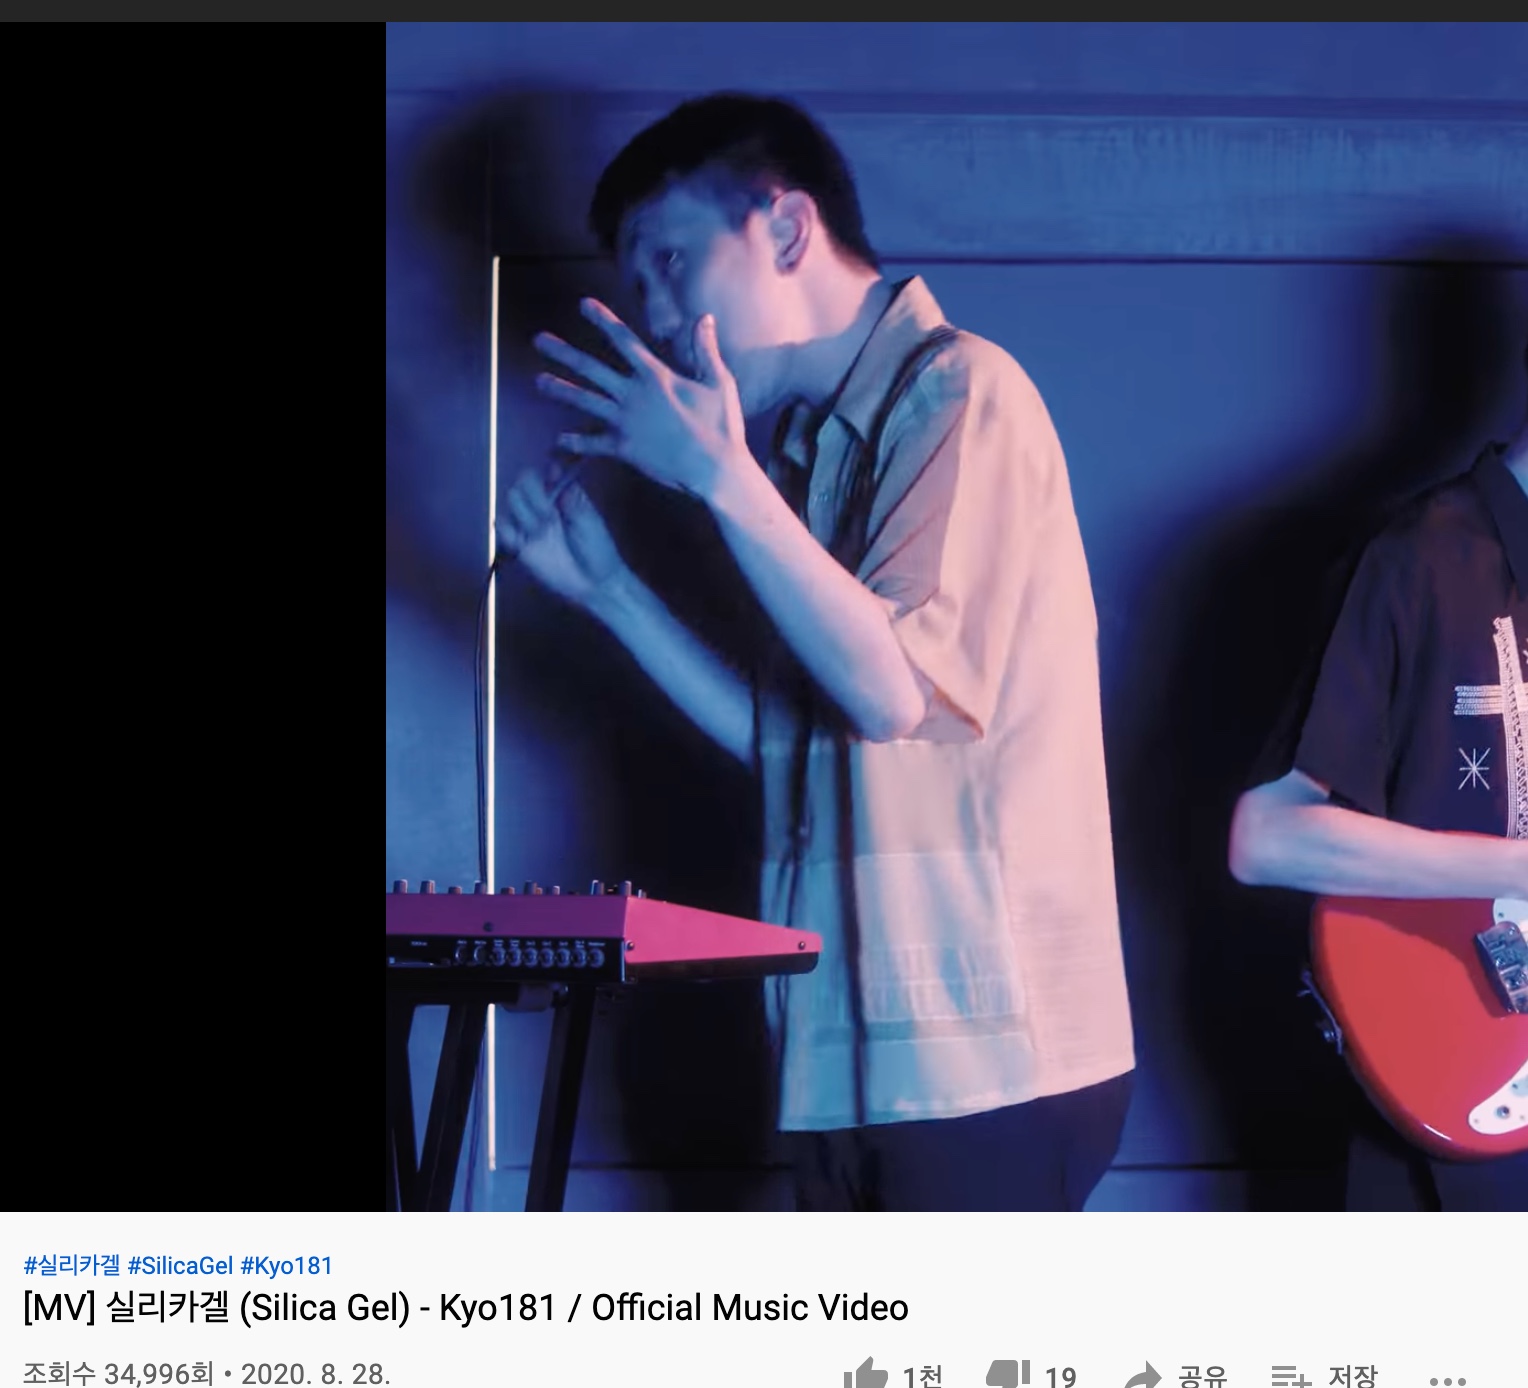 #실리카겔 #SilicaGel #Kyo181
[MV] 실리카겔 (Silica Gel) - Kyo181 / Official Music Video
조회수 34,996회 • 2020. 8. 28.
1천 19 공유 저장